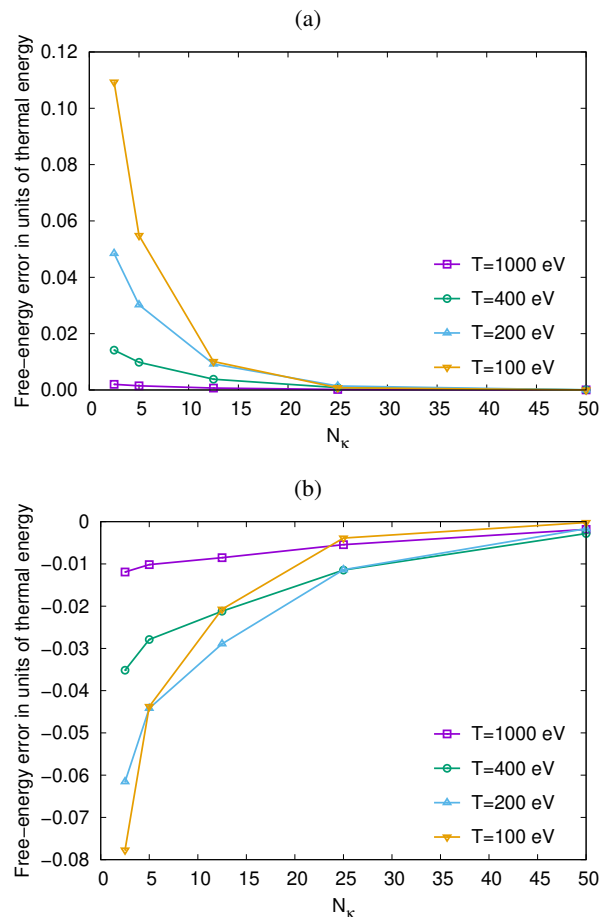 (a)
Free-energy error in units of thermal energy
0.12
0.10
0.08
0.06
0.04
0.02
0.00
T=1000 eV
T=400 eV
T=200 eV
T=100 eV
0 5 10 15 20 25 30 35 40 45 50
Nκ
(b)
Free-energy error in units of thermal energy
0
−0.01
−0.02
−0.03
−0.04
−0.05
−0.06
−0.07
−0.08
T=1000 eV
T=400 eV
T=200 eV
T=100 eV
0 5 10 15 20 25 30 35 40 45 50
Nκ